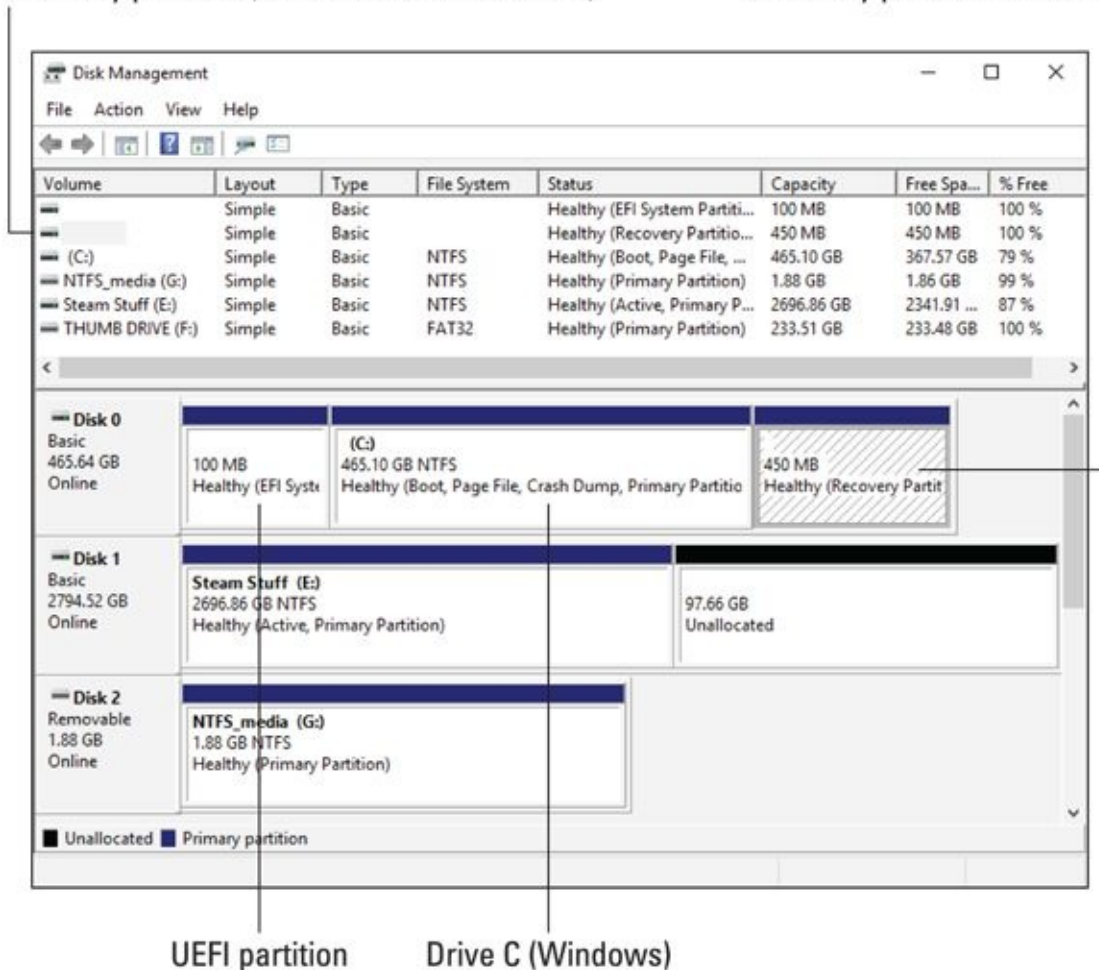 Disk Management
File Action View Help
Volume Layout Type File System Status Capacity Free Spa... % Free
Simple Basic Healthy (EFI System Partiti... 100 MB 100 MB 100 %
Simple Basic Healthy (Recovery Partitio... 450 MB 450 MB 100 %
(C:) Simple Basic NTFS Healthy (Boot, Page File, ... 465.10 GB 367.57 GB 79 %
NTFS_media (G:) Simple Basic NTFS Healthy (Primary Partition) 1.88 GB 1.86 GB 99 %
Steam Stuff (E:) Simple Basic NTFS Healthy (Active, Primary P... 2696.86 GB 2341.91 ... 87 %
THUMB DRIVE (F:) Simple Basic FAT32 Healthy (Primary Partition) 233.51 GB 233.48 GB 100 %
Disk 0
Basic
465.64 GB
Online
100 MB
Healthy (EFI Syste
(C:)
465.10 GB NTFS
Healthy (Boot, Page File, Crash Dump, Primary Partitio
450 MB
Healthy (Recovery Partit
Disk 1
Basic
2794.52 GB
Online
Steam Stuff (E:)
2696.86 GB NTFS
Healthy (Active, Primary Partition)
97.66 GB
Unallocated
Disk 2
Removable
1.88 GB
Online
NTFS_media (G:)
1.88 GB NTFS
Healthy (Primary Partition)
Unallocated Primary partition
UEFI partition Drive C (Windows)